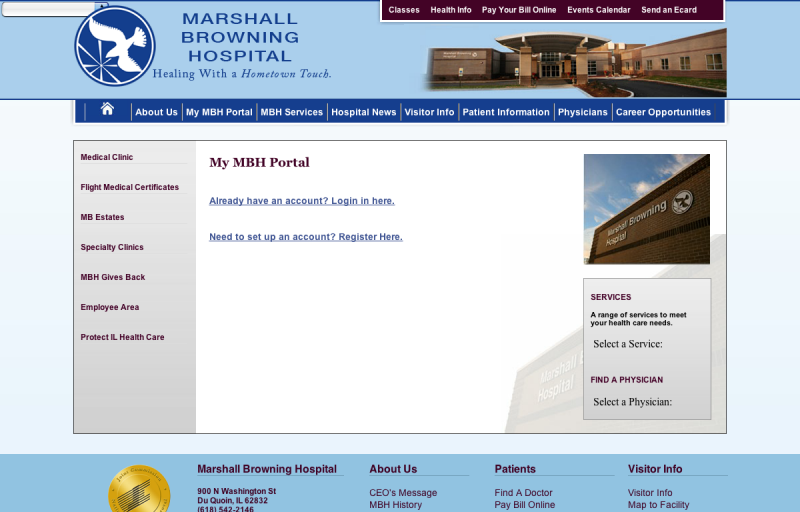 Classes Health Info Pay Your Bill Online Events Calendar Send an Ecard
MARSHALL
BROWNING
HOSPITAL
Healing With a Hometown Touch.
About Us My MBH Portal MBH Services Hospital News Visitor Info Patient Information Physicians Career Opportunities
Medical Clinic
Flight Medical Certificates
MB Estates
Specialty Clinics
MBH Gives Back
Employee Area
Protect IL Health Care
My MBH Portal
Already have an account? Login in here.
Need to set up an account? Register Here.
Marshall Browning
Hospital
SERVICES
A range of services to meet
your health care needs.
Select a Service:
FIND A PHYSICIAN
Select a Physician:
Marshall Browning
Hospital
Marshall Browning Hospital
900 N Washington St
Du Quoin, IL 62832
(618) 542-2146
About Us
CEO's Message
MBH History
Patients
Find A Doctor
Pay Bill Online
Visitor Info
Visitor Info
Map to Facility